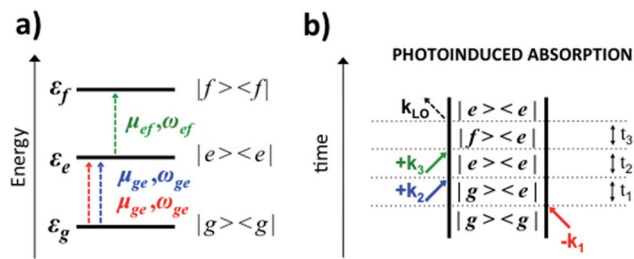 a)
Energy
ε_f
|f><f|
μ_ef,ω_ef
ε_e
|e><e|
μ_ge,ω_ge
μ_ge,ω_ge
ε_g
|g><g|
b)
PHOTOINDUCED ABSORPTION
time
k_LO
|e><e|
|f><e|
t_3
+k_3
|e><e|
t_2
+k_2
|g><e|
t_1
|g><g|
-k_1